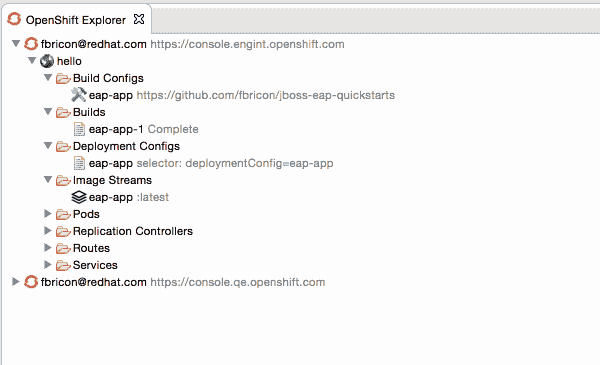 OpenShift Explorer
fbricon@redhat.com https://console.engint.openshift.com
hello
Build Configs
eap-app https://github.com/fbricon/jboss-eap-quickstarts
Builds
eap-app-1 Complete
Deployment Configs
eap-app selector: deploymentConfig=eap-app
Image Streams
eap-app :latest
Pods
Replication Controllers
Routes
Services
fbricon@redhat.com https://console.qe.openshift.com